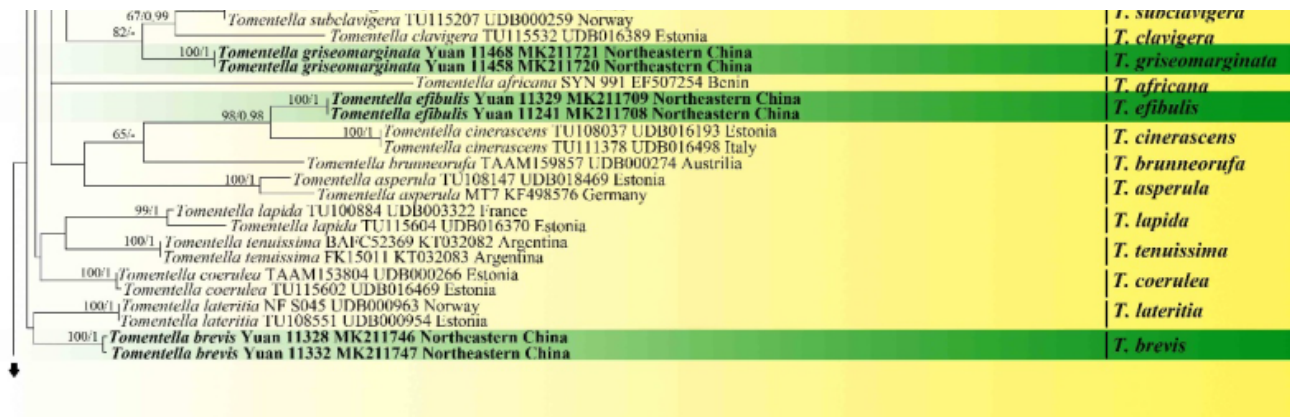 67/0.99
Tomentella subclavigera TU115207 UDB000259 Norway
T. subclavigera
82/-
Tomentella clavigera TU115532 UDB016389 Estonia
T. clavigera
100/1
Tomentella griseomarginata Yuan 11468 MK211721 Northeastern China
Tomentella griseomarginata Yuan 11458 MK211720 Northeastern China
T. griseomarginata
Tomentella africana SYN 991 EF507254 Benin
T. africana
100/1
Tomentella efibulis Yuan 11329 MK211709 Northeastern China
Tomentella efibulis Yuan 11241 MK211708 Northeastern China
T. efibulis
98/0.98
100/1
Tomentella cinerascens TU108037 UDB016193 Estonia
Tomentella cinerascens TU111378 UDB016498 Italy
T. cinerascens
65/-
Tomentella brunneorufa TAAM159857 UDB000274 Austrilia
T. brunneorufa
100/1
Tomentella asperula TU108147 UDB018469 Estonia
Tomentella asperula MT7 KF498576 Germany
T. asperula
99/1
Tomentella lapida TU100884 UDB003322 France
Tomentella lapida TU115604 UDB016370 Estonia
T. lapida
100/1
Tomentella tenuissima BAFC52369 KT032082 Argentina
Tomentella tenuissima FK15011 KT032083 Argentina
T. tenuissima
100/1
Tomentella coerulea TAAM153804 UDB000266 Estonia
Tomentella coerulea TU115602 UDB016469 Estonia
T. coerulea
100/1
Tomentella lateritia NF S045 UDB000963 Norway
Tomentella lateritia TU108551 UDB000954 Estonia
T. lateritia
100/1
Tomentella brevis Yuan 11328 MK211746 Northeastern China
Tomentella brevis Yuan 11332 MK211747 Northeastern China
T. brevis